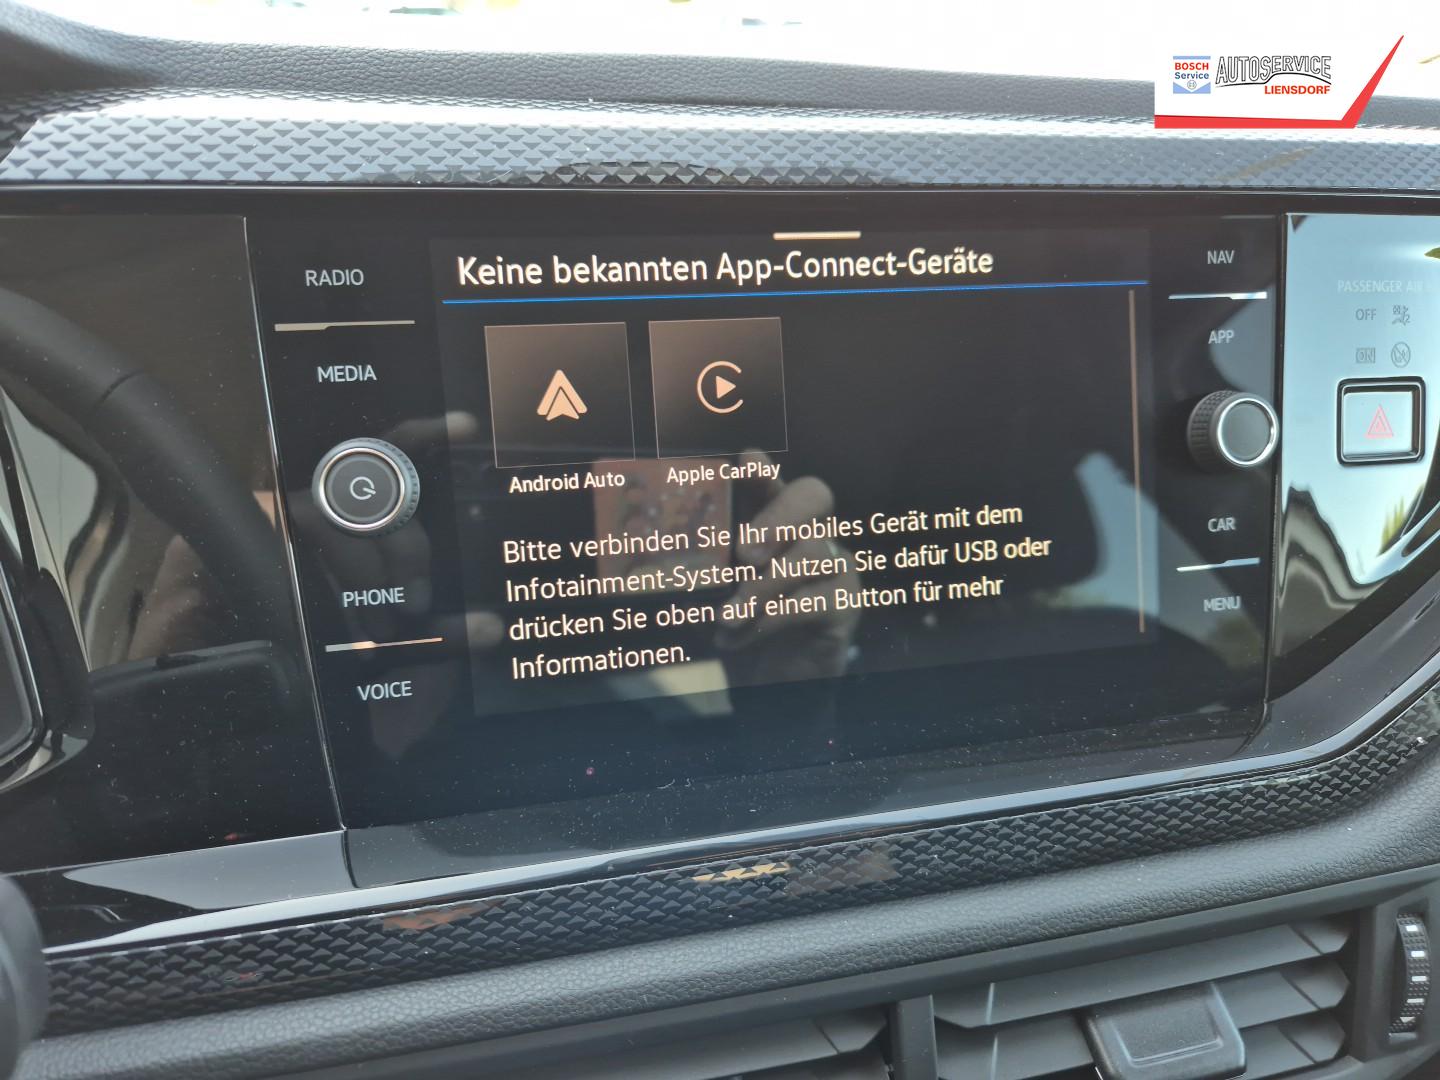 BOSCH
Service
AUTOSERVICE
LIENSDORF
RADIO
MEDIA
PHONE
VOICE
Keine bekannten App-Connect-Geräte
Android Auto
Apple CarPlay
Bitte verbinden Sie Ihr mobiles Gerät mit dem
Infotainment-System. Nutzen Sie dafür USB oder
drücken Sie oben auf einen Button für mehr
Informationen.
NAV
APP
CAR
MENU
PASSENGER AIR
OFF
ON